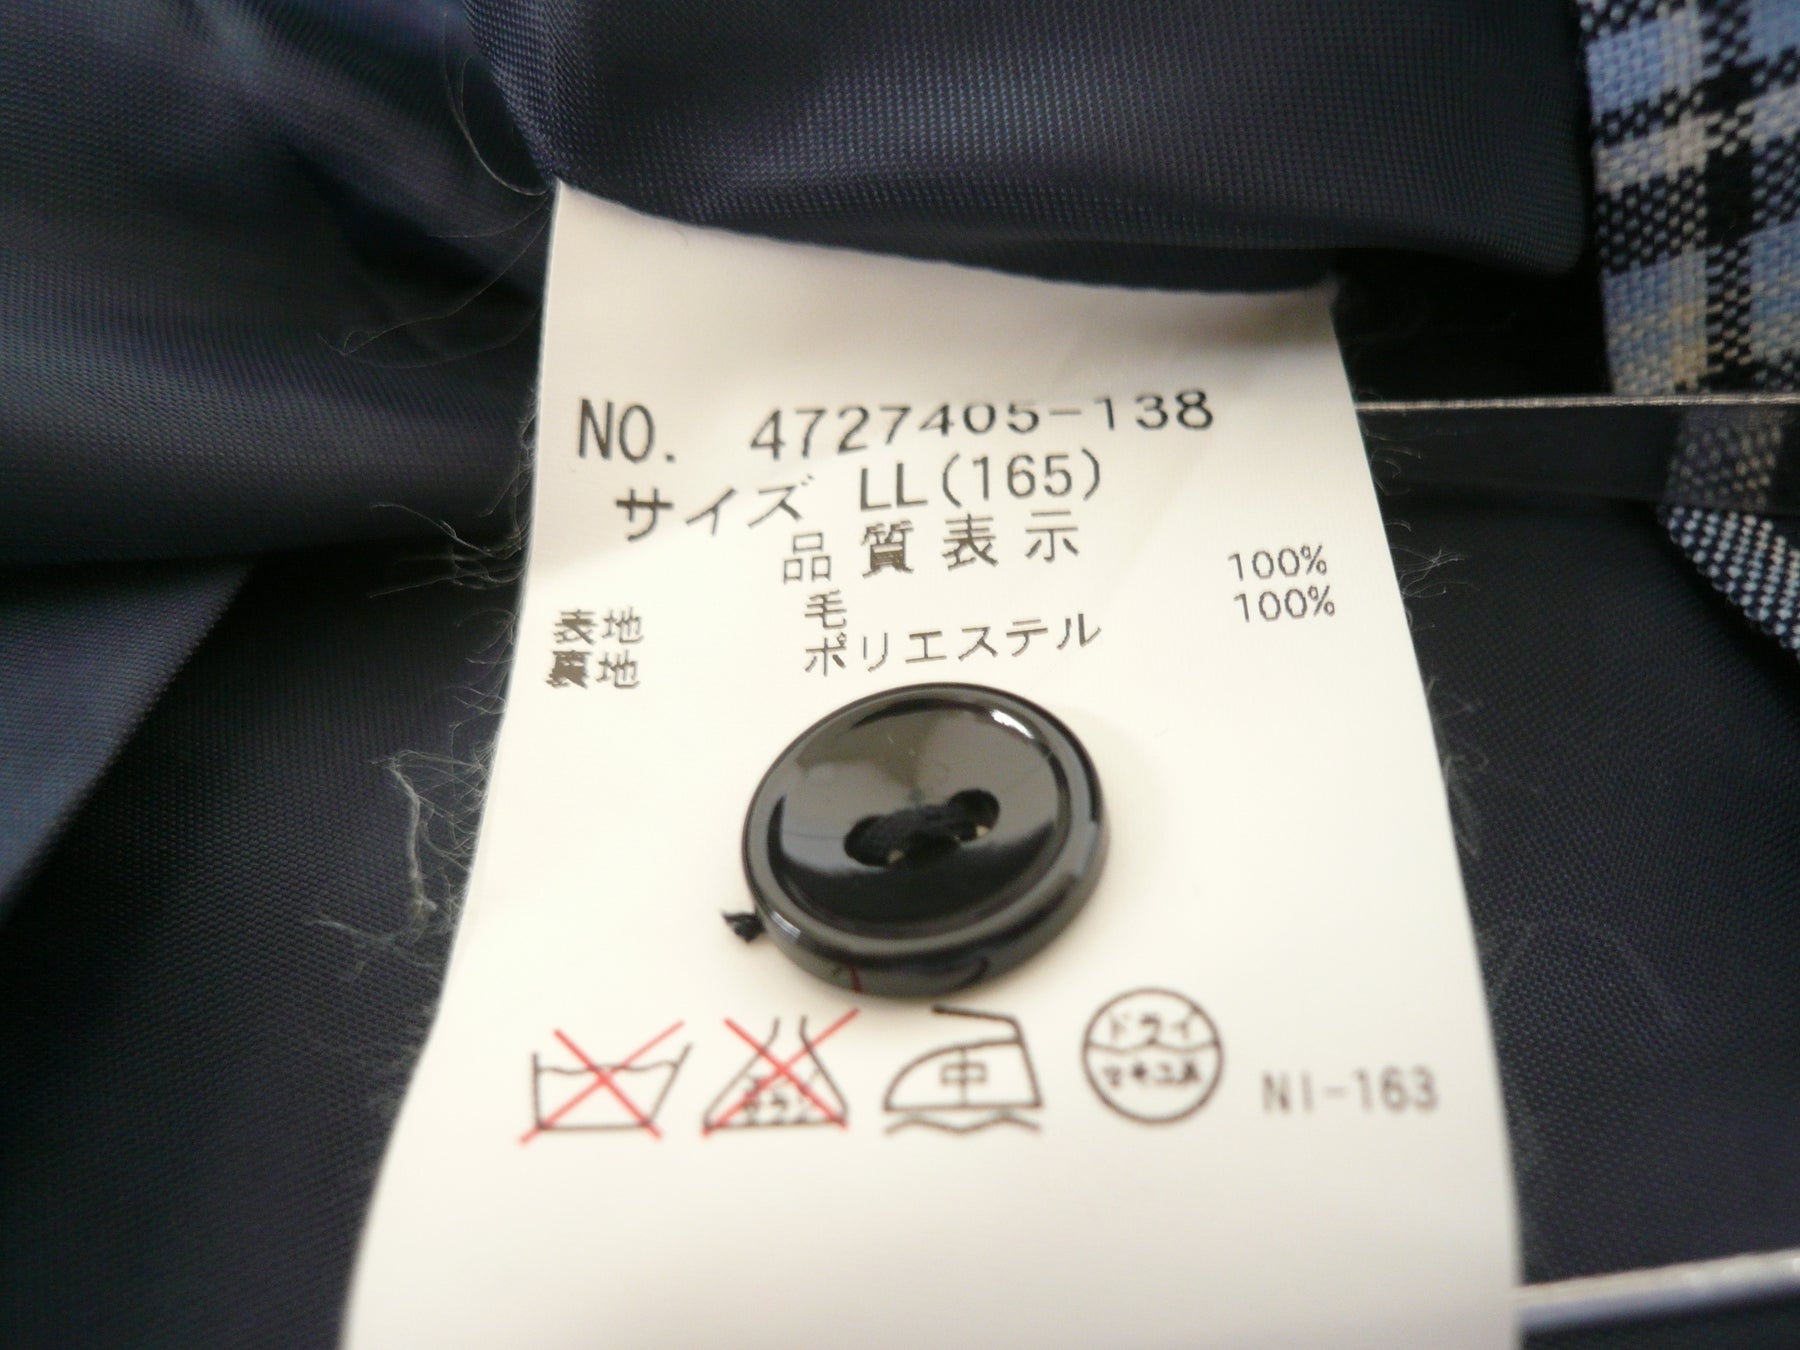 NO. 4727405-138
サイズ LL(165)
品質表示
表地 毛 100%
裏地 ポリエステル 100%
中
ドライ
NI-163